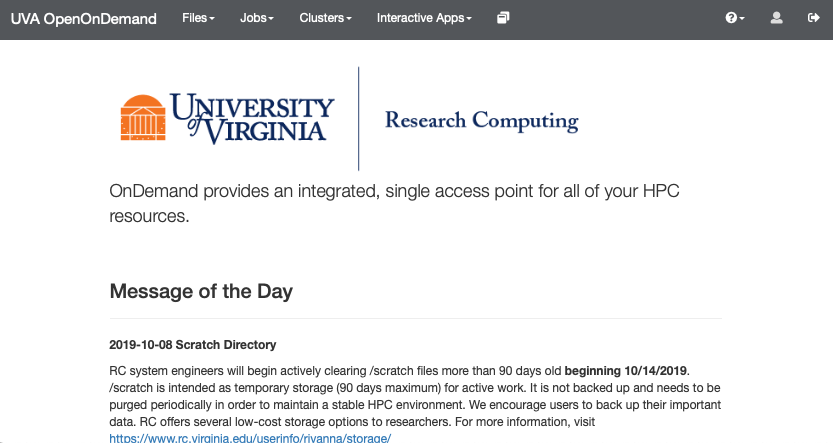 UVA OpenOnDemand Files Jobs Clusters Interactive Apps
UNIVERSITY
of VIRGINIA
Research Computing
OnDemand provides an integrated, single access point for all of your HPC
resources.
Message of the Day
2019-10-08 Scratch Directory
RC system engineers will begin actively clearing /scratch files more than 90 days old beginning 10/14/2019.
/scratch is intended as temporary storage (90 days maximum) for active work. It is not backed up and needs to be
purged periodically in order to maintain a stable HPC environment. We encourage users to back up their important
data. RC offers several low-cost storage options to researchers. For more information, visit
https://www.rc.virginia.edu/userinfo/rivanna/storage/